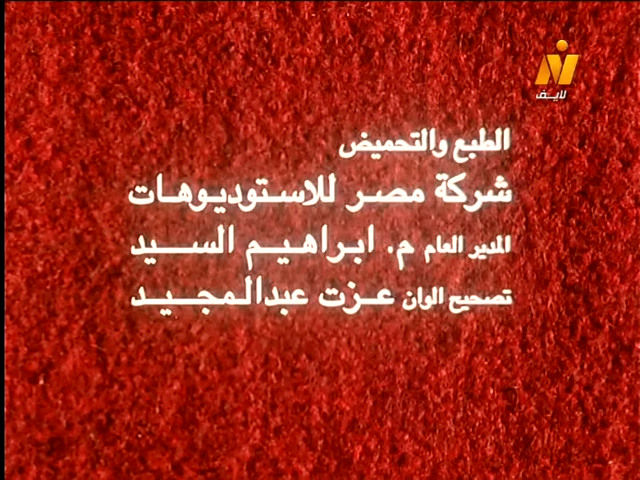 لايف
الطبع والتحميض
شركة مصر للاستوديوهات
المدير العام م. ابراهيم السيد
تصحيح الوان عزت عبدالمجيد